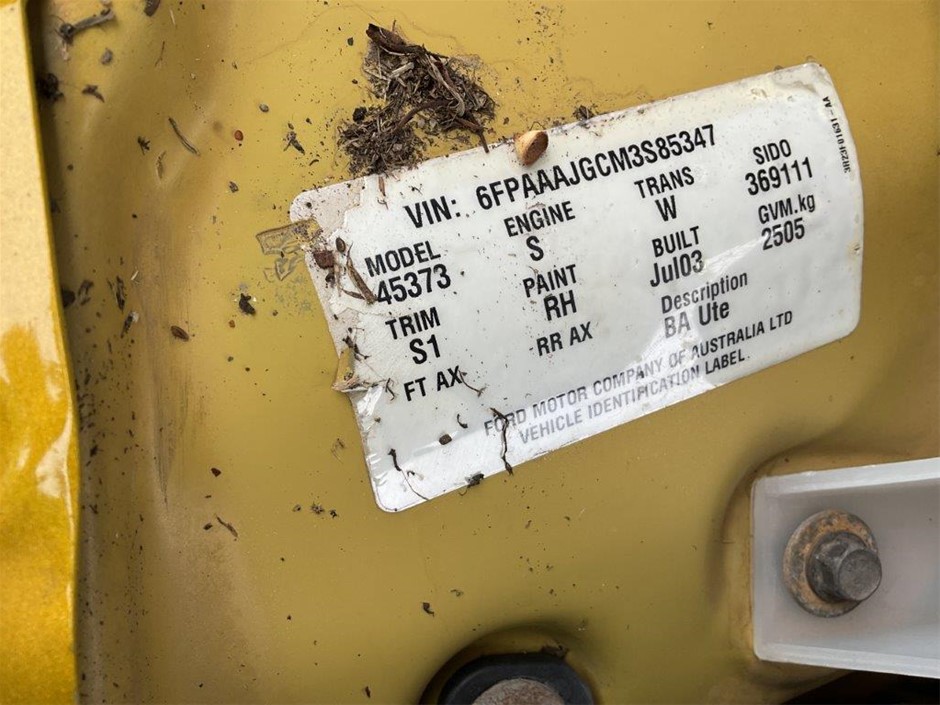 VIN: 6FPAAAJGCM3S85347
MODEL ENGINE TRANS SIDO
45373 S W 369111
TRIM PAINT BUILT GVM.kg
S1 RH Jul03 2505
FT AX RR AX Description
BA Ute
FORD MOTOR COMPANY OF AUSTRALIA LTD
VEHICLE IDENTIFICATION LABEL